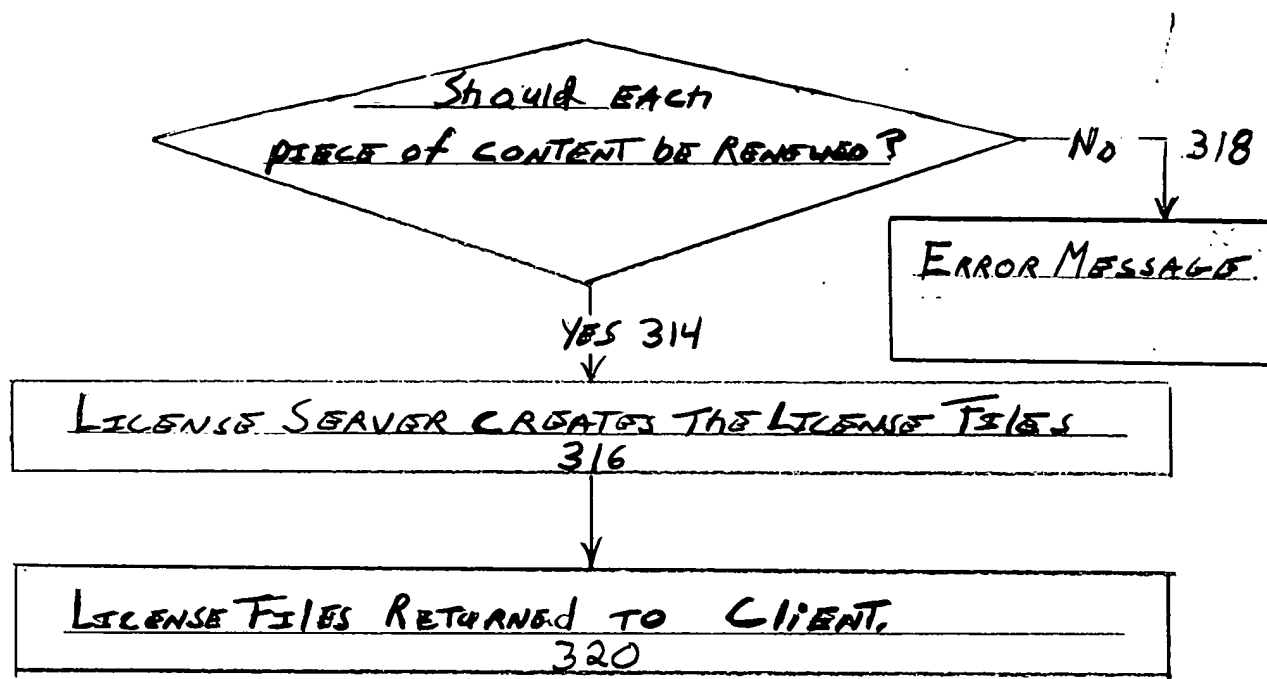 Should EACH
PIECE of CONTENT BE RENEWED?
NO 318
ERROR MESSAGE.
YES 314
LICENSE SERVER CREATES THE LICENSE FILES
316
LICENSE FILES RETURNED TO CLIENT.
320